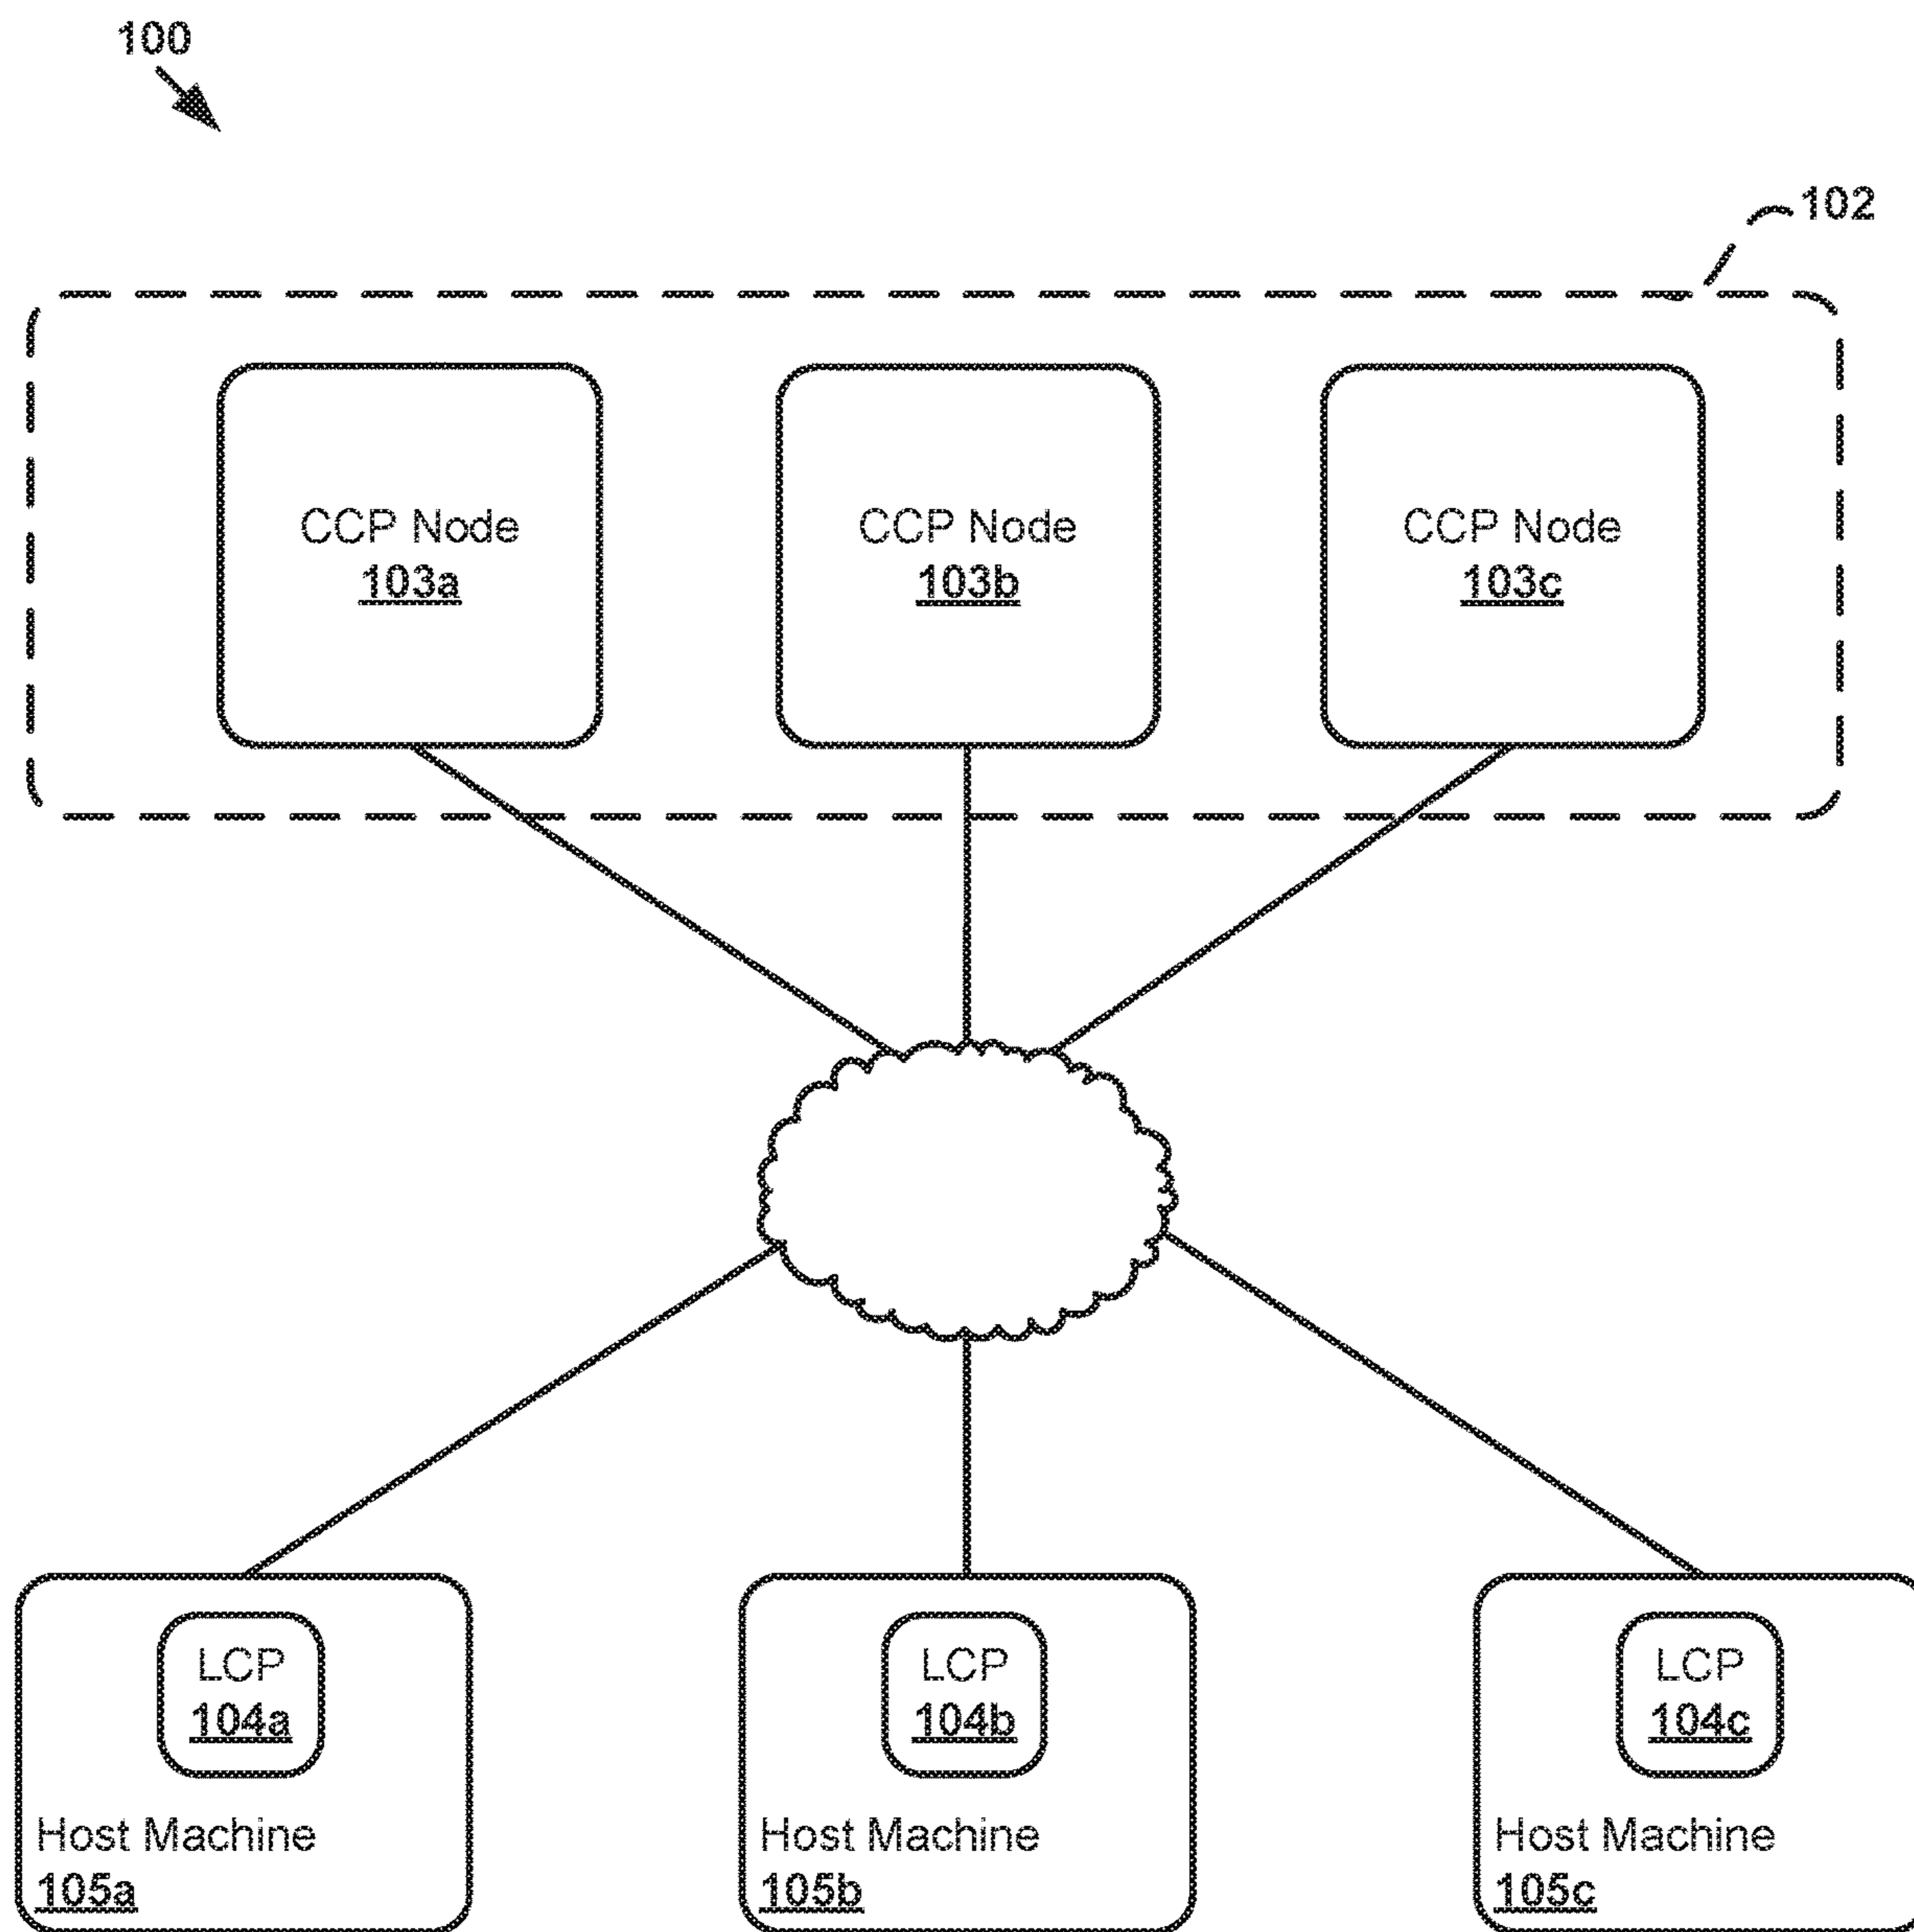 100
102
CCP Node
103a
CCP Node
103b
CCP Node
103c
LCP
104a
Host Machine
105a
LCP
104b
Host Machine
105b
LCP
104c
Host Machine
105c